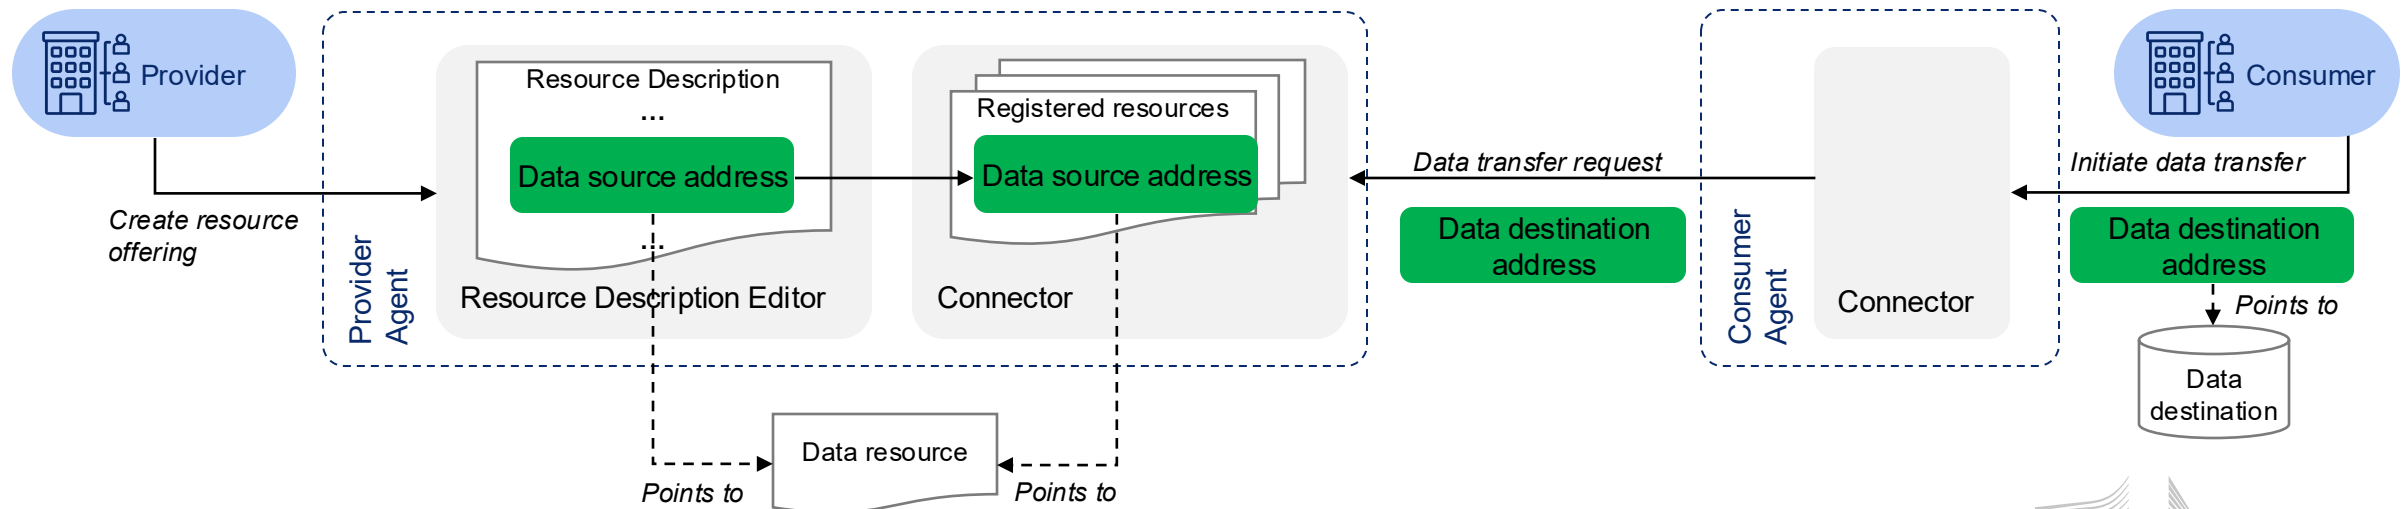 Provider
Create resource
offering
Provider
Agent
Resource Description
...
Data source address
...
Resource Description Editor
Registered resources
Data source address
Connector
Data resource
Points to
Points to
Data transfer request
Data destination
address
Consumer
Agent
Connector
Consumer
Initiate data transfer
Data destination
address
Points to
Data
destination